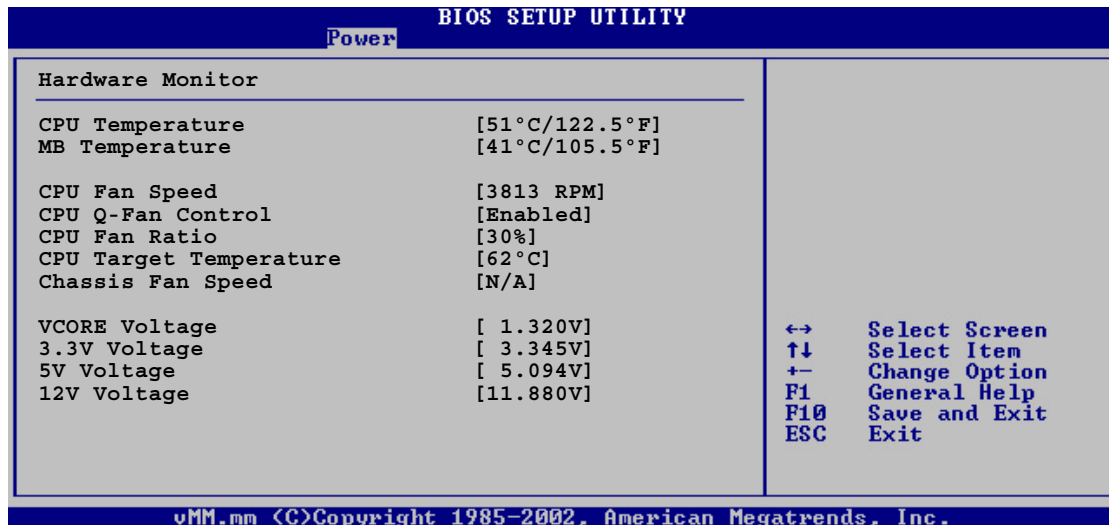 BIOS SETUP UTILITY
Power
Hardware Monitor
CPU Temperature [51°C/122.5°F]
MB Temperature [41°C/105.5°F]
CPU Fan Speed [3813 RPM]
CPU Q-Fan Control [Enabled]
CPU Fan Ratio [30%]
CPU Target Temperature [62°C]
Chassis Fan Speed [N/A]
VCORE Voltage [ 1.320V]
3.3V Voltage [ 3.345V]
5V Voltage [ 5.094V]
12V Voltage [11.880V]
←→ Select Screen
↑↓ Select Item
+- Change Option
F1 General Help
F10 Save and Exit
ESC Exit
vMM.mm (C)Copyright 1985-2002, American Megatrends, Inc.